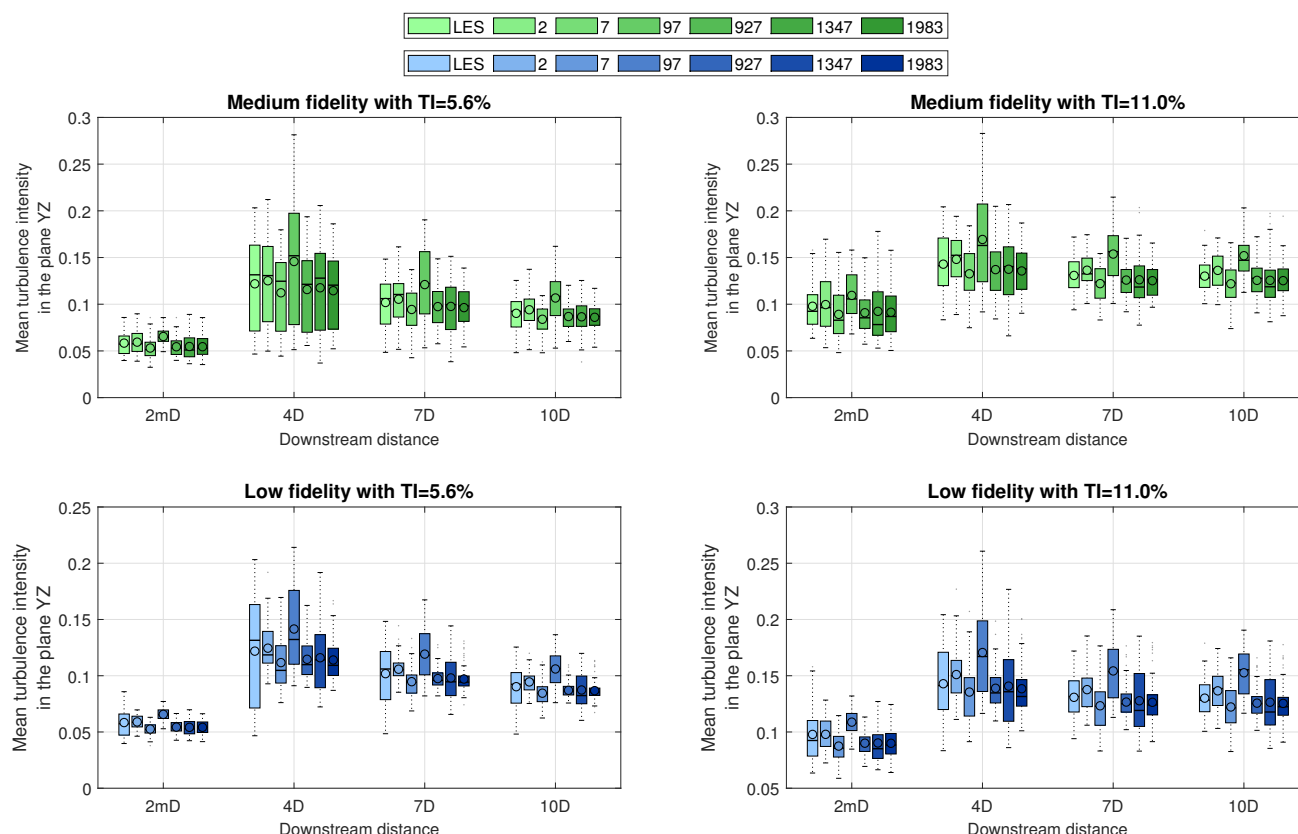 LES 2 7 97 927 1347 1983
LES 2 7 97 927 1347 1983
Medium fidelity with TI=5.6%
Mean turbulence intensity
in the plane YZ
0.3
0.25
0.2
0.15
0.1
0.05
0
2mD 4D 7D 10D
Downstream distance
Medium fidelity with TI=11.0%
Mean turbulence intensity
in the plane YZ
0.3
0.25
0.2
0.15
0.1
0.05
0
2mD 4D 7D 10D
Downstream distance
Low fidelity with TI=5.6%
Mean turbulence intensity
in the plane YZ
0.25
0.2
0.15
0.1
0.05
0
2mD 4D 7D 10D
Downstream distance
Low fidelity with TI=11.0%
Mean turbulence intensity
in the plane YZ
0.3
0.25
0.2
0.15
0.1
0.05
2mD 4D 7D 10D
Downstream distance